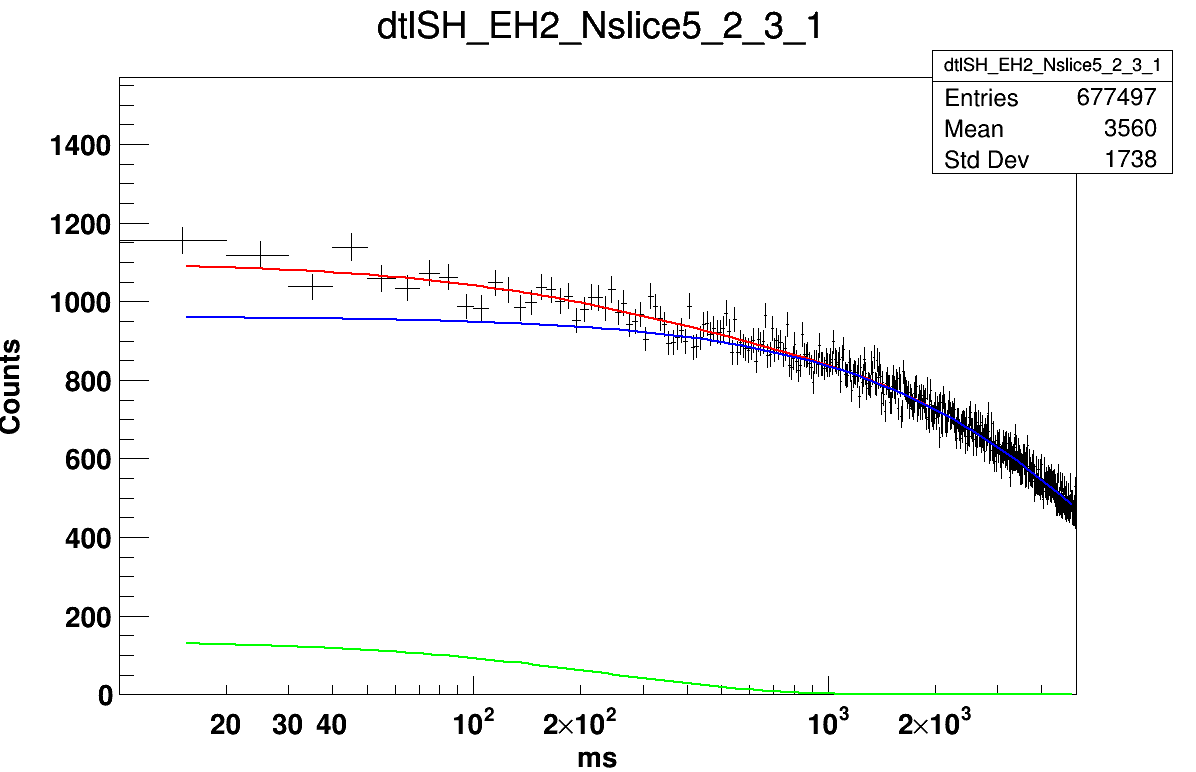 dtlSH_EH2_Nslice5_2_3_1
dtlSH_EH2_Nslice5_2_3_1
Entries 677497
Mean 3560
Std Dev 1738
1400
1200
1000
800
600
400
200
0
Counts
20 30 40 10² 2×10² 10³ 2×10³
ms